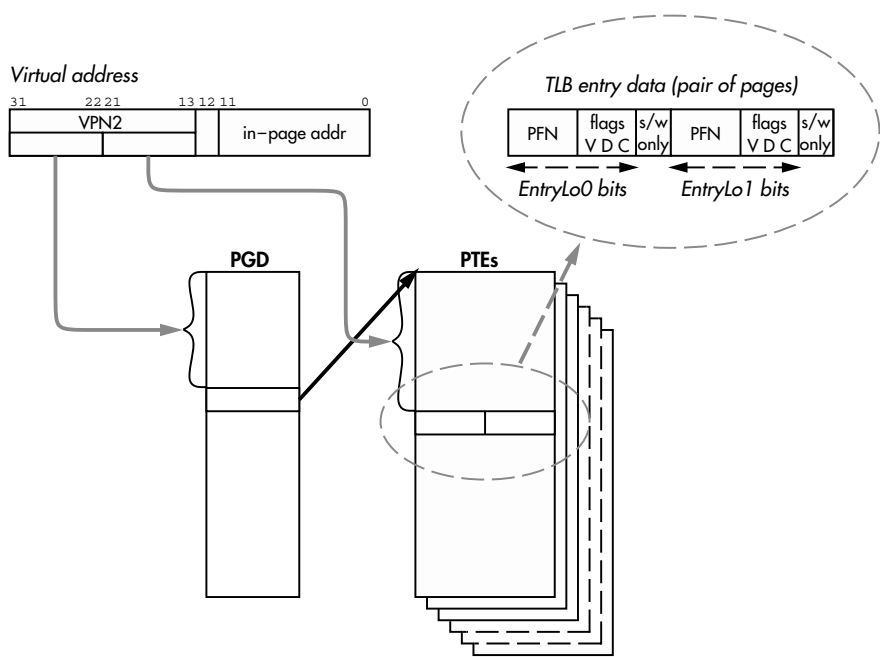 Virtual address
31 22 21 13 12 11 0
VPN2
in-page addr
TLB entry data (pair of pages)
PFN flags s/w PFN flags s/w
V D C only V D C only
EntryLo0 bits EntryLo1 bits
PGD
PTEs